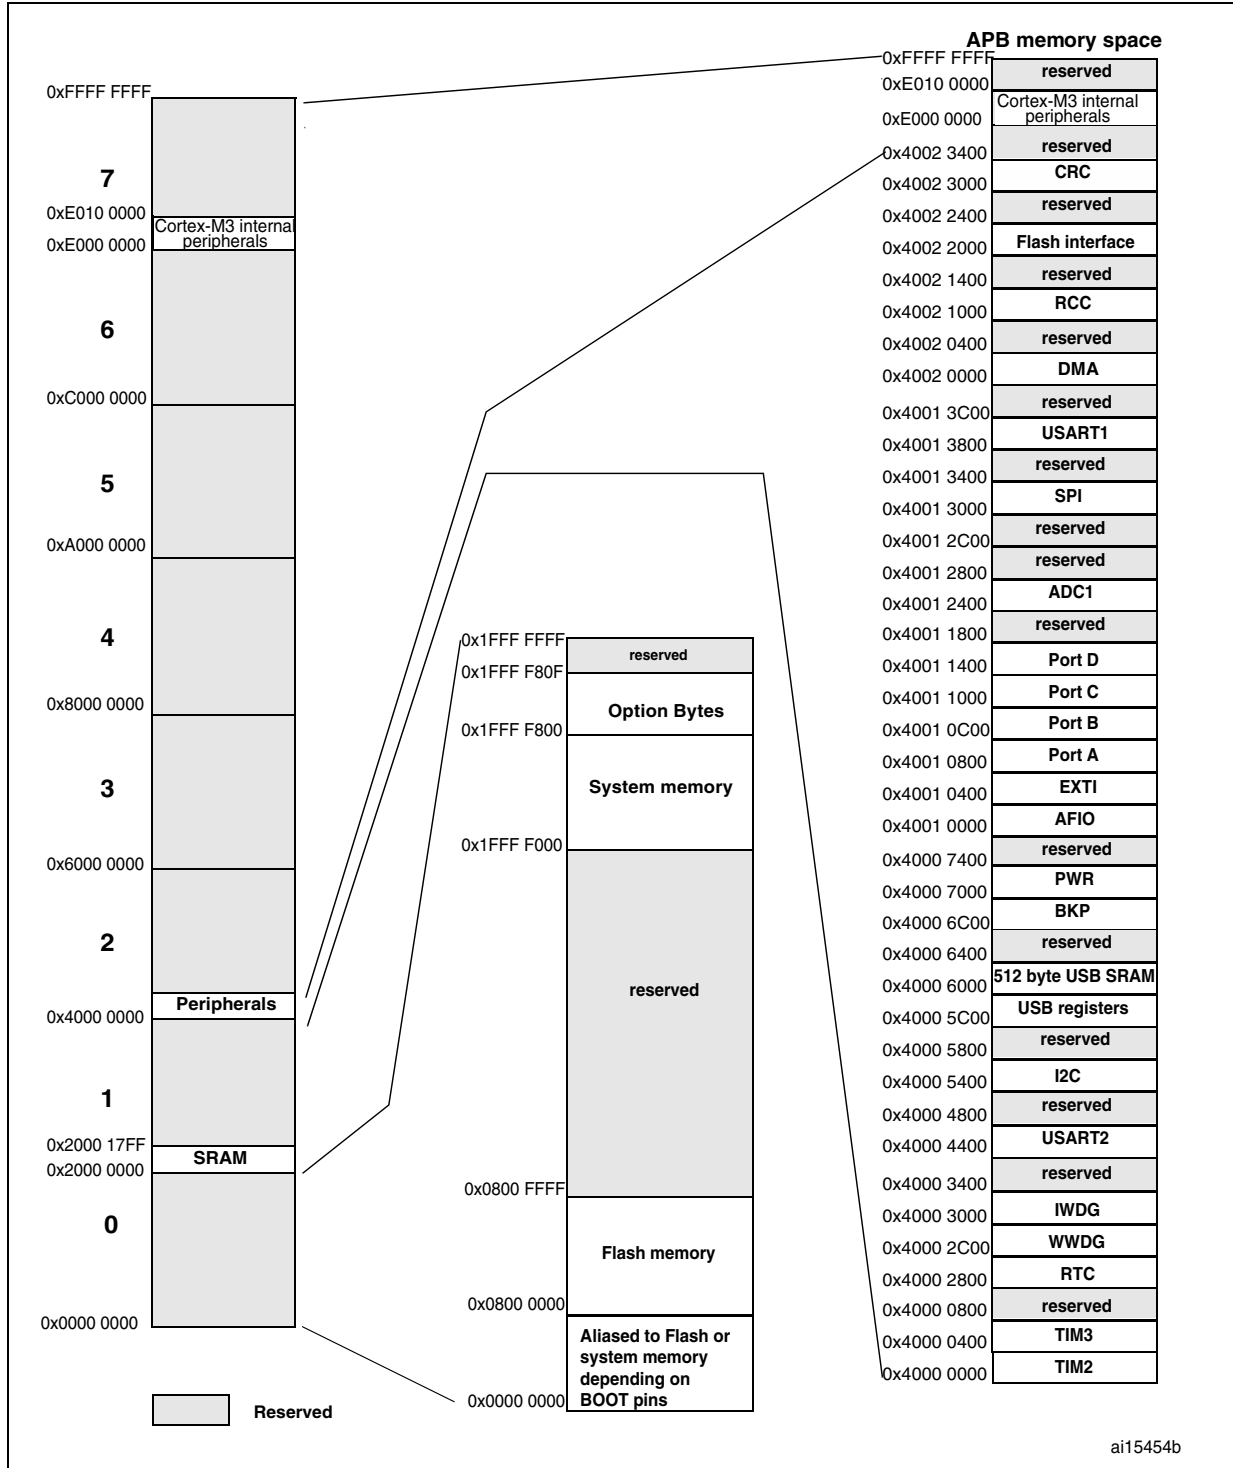 0xFFFF FFFF
7
0xE010 0000
Cortex-M3 internal
peripherals
0xE000 0000
6
0xC000 0000
5
0xA000 0000
4
0x8000 0000
3
0x6000 0000
2
Peripherals
0x4000 0000
1
0x2000 17FF
SRAM
0x2000 0000
0
0x0000 0000
Reserved
0x1FFF FFFF
reserved
0x1FFF F80F
Option Bytes
0x1FFF F800
System memory
0x1FFF F000
reserved
0x0800 FFFF
Flash memory
0x0800 0000
Aliased to Flash or
system memory
depending on
BOOT pins
0x0000 0000
APB memory space
0xFFFF FFFF
reserved
0xE010 0000
Cortex-M3 internal
peripherals
0xE000 0000
reserved
0x4002 3400
CRC
0x4002 3000
reserved
0x4002 2400
Flash interface
0x4002 2000
reserved
0x4002 1400
RCC
0x4002 1000
reserved
0x4002 0400
DMA
0x4002 0000
reserved
0x4001 3C00
USART1
0x4001 3800
reserved
0x4001 3400
SPI
0x4001 3000
reserved
0x4001 2C00
reserved
0x4001 2800
ADC1
0x4001 2400
reserved
0x4001 1800
Port D
0x4001 1400
Port C
0x4001 1000
Port B
0x4001 0C00
Port A
0x4001 0800
EXTI
0x4001 0400
AFIO
0x4001 0000
reserved
0x4000 7400
PWR
0x4000 7000
BKP
0x4000 6C00
reserved
0x4000 6400
512 byte USB SRAM
0x4000 6000
USB registers
0x4000 5C00
reserved
0x4000 5800
I2C
0x4000 5400
reserved
0x4000 4800
USART2
0x4000 4400
reserved
0x4000 3400
IWDG
0x4000 3000
WWDG
0x4000 2C00
RTC
0x4000 2800
reserved
0x4000 0800
TIM3
0x4000 0400
TIM2
0x4000 0000
ai15454b